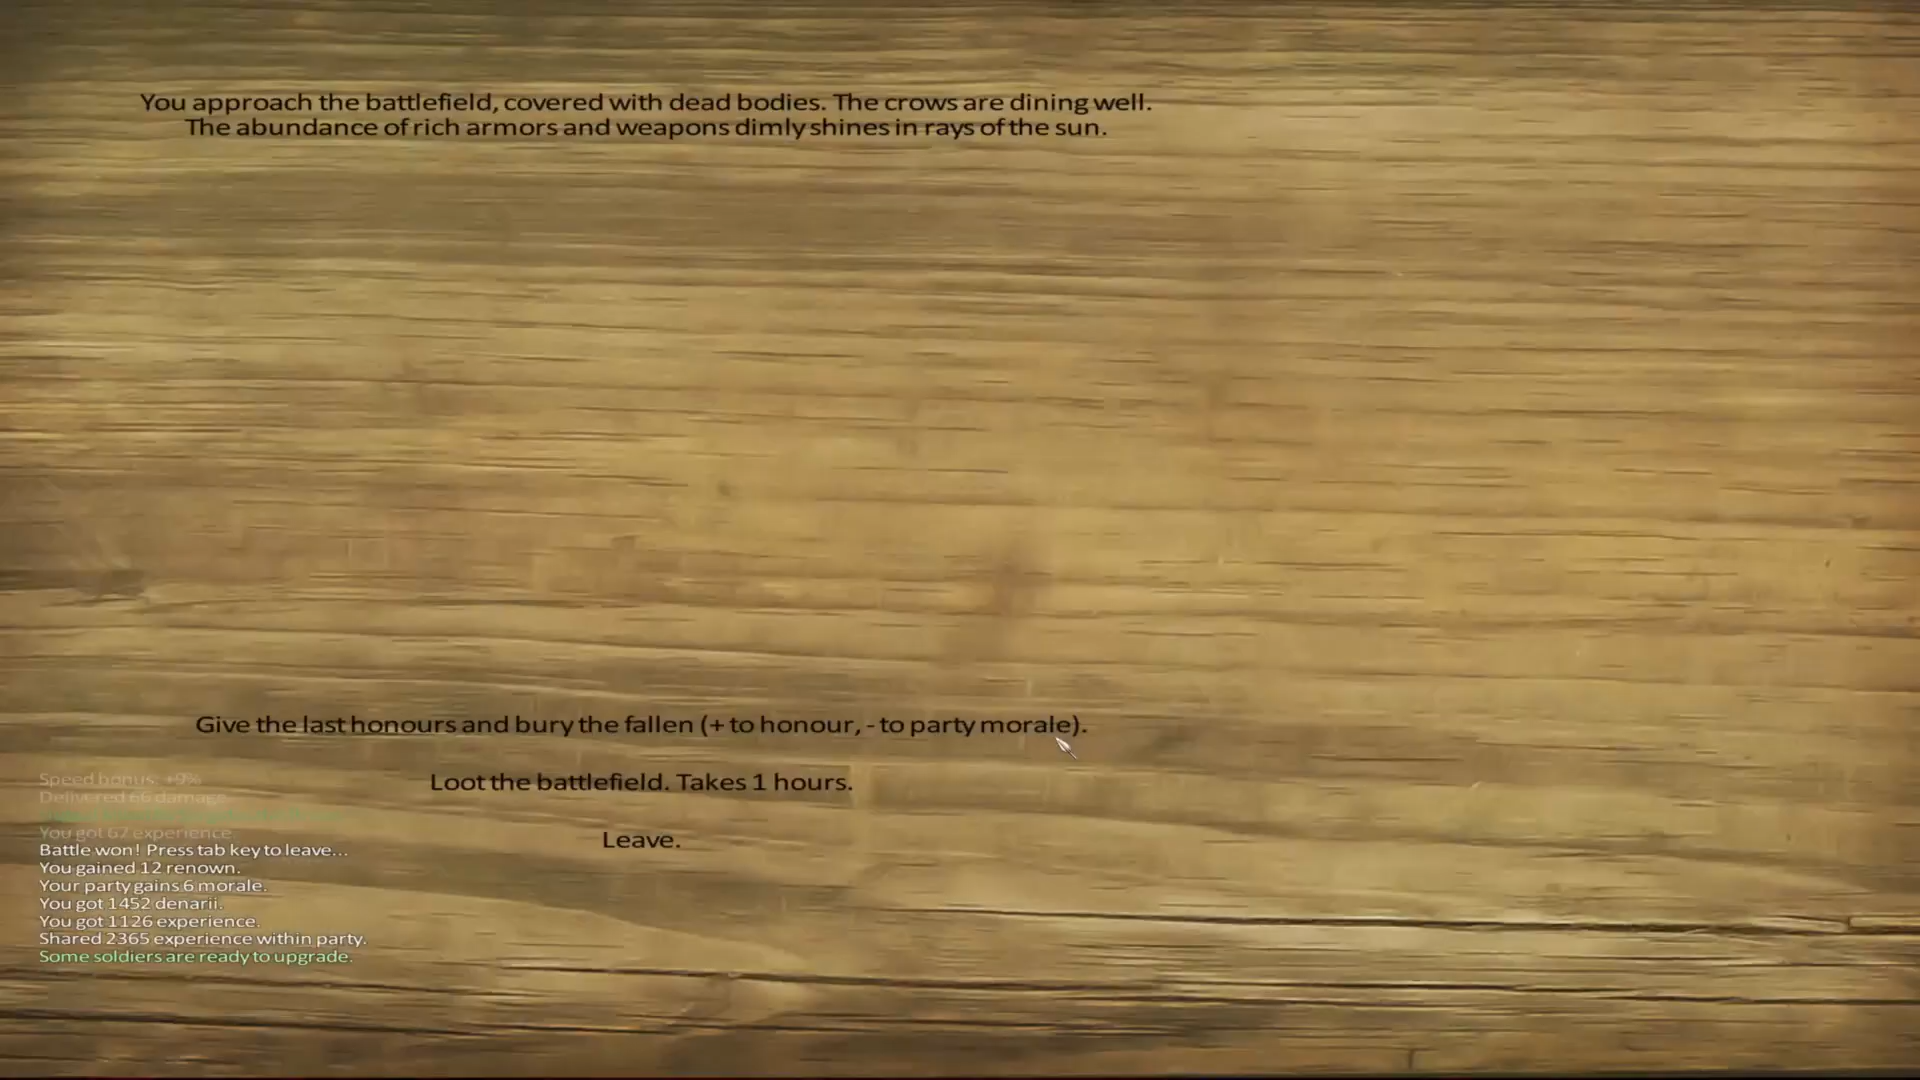 You approach the battlefield, covered with dead bodies. The crows are dining well.
The abundance of rich armors and weapons dimly shines in rays of the sun.
Give the last honours and bury the fallen (+ to honour, - to party morale).
Loot the battlefield. Takes 1 hours.
Leave.
Speed bonus: +9%
Delivered 66 damage.
You got 62 experience.
Battle won! Press tab key to leave...
You gained 12 renown.
Your party gains 6 morale.
You got 1452 denarii.
You got 1126 experience.
Shared 2365 experience within party.
Some soldiers are ready to upgrade.